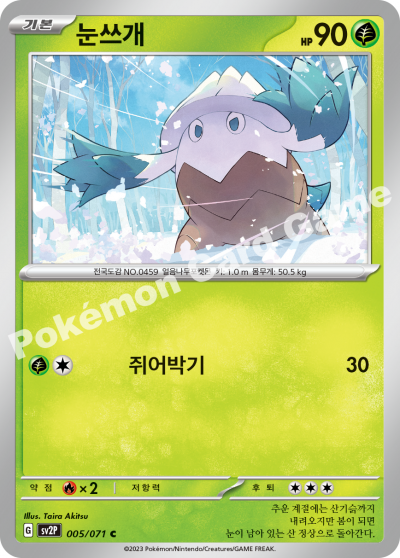 기본 눈쓰개 HP 90
전국도감 NO.0459 얼음나무포켓몬 키: 1.0 m 몸무게: 50.5 kg
쥐어박기 30
약점 ×2 저항력 후퇴
Illus. Taira Akitsu
G sv2P 005/071 C
추운 계절에는 산기슭까지
내려오지만 봄이 되면
눈이 남아 있는 산 정상으로 돌아간다.
©2023 Pokémon/Nintendo/Creatures/GAME FREAK.
Pokémon Card Game